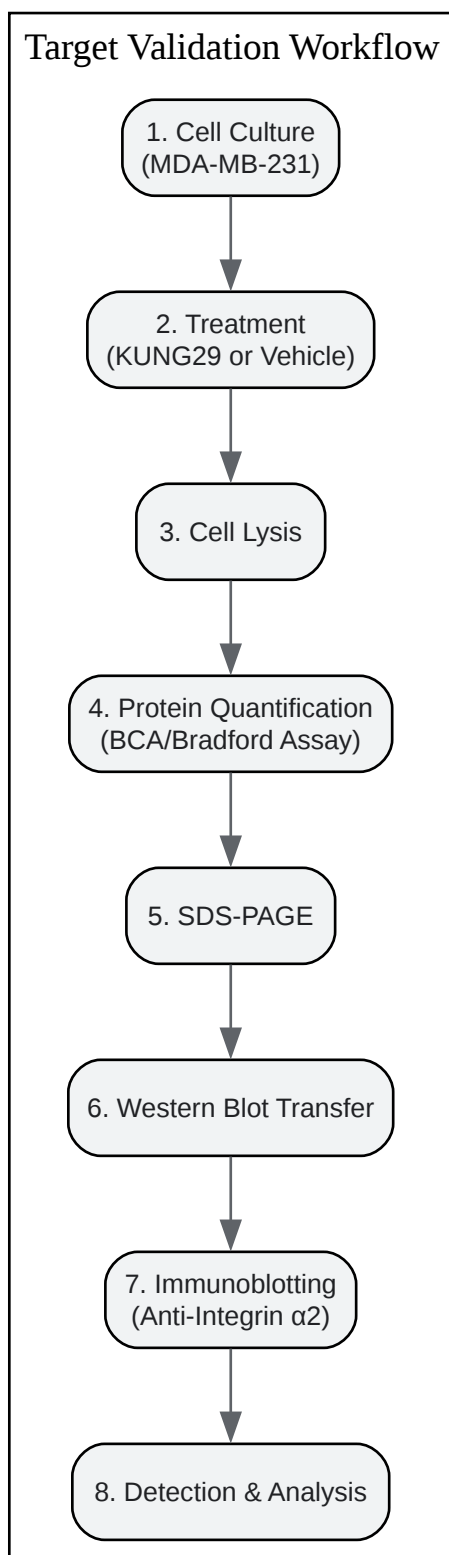 Target Validation Workflow
1. Cell Culture
(MDA-MB-231)
2. Treatment
(KUNG29 or Vehicle)
3. Cell Lysis
4. Protein Quantification
(BCA/Bradford Assay)
5. SDS-PAGE
6. Western Blot Transfer
7. Immunoblotting
(Anti-Integrin α2)
8. Detection & Analysis